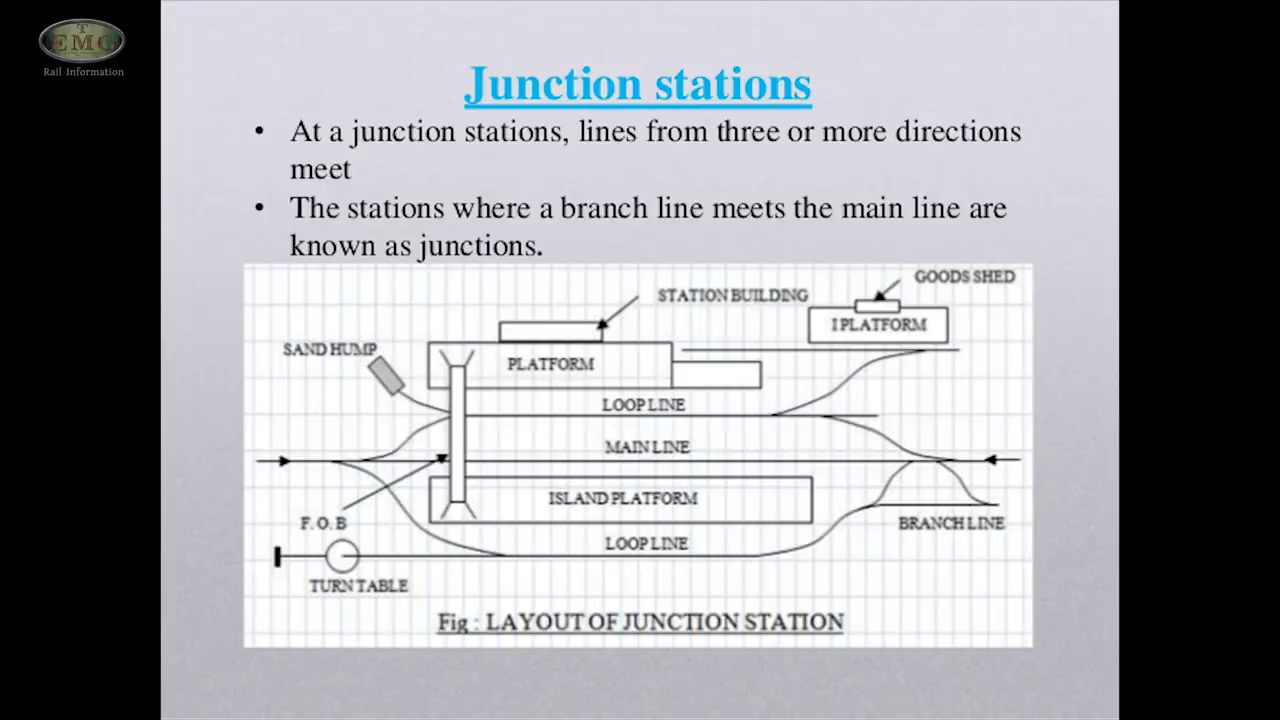 T
EMG
Rail Information
Junction stations
• At a junction stations, lines from three or more directions
meet
• The stations where a branch line meets the main line are
known as junctions.
GOODS SHED
STATION BUILDING
I PLATFORM
SAND HUMP
PLATFORM
LOOP LINE
MAIN LINE
ISLAND PLATFORM
F. O. B
BRANCH LINE
LOOP LINE
TURN TABLE
Fig : LAYOUT OF JUNCTION STATION